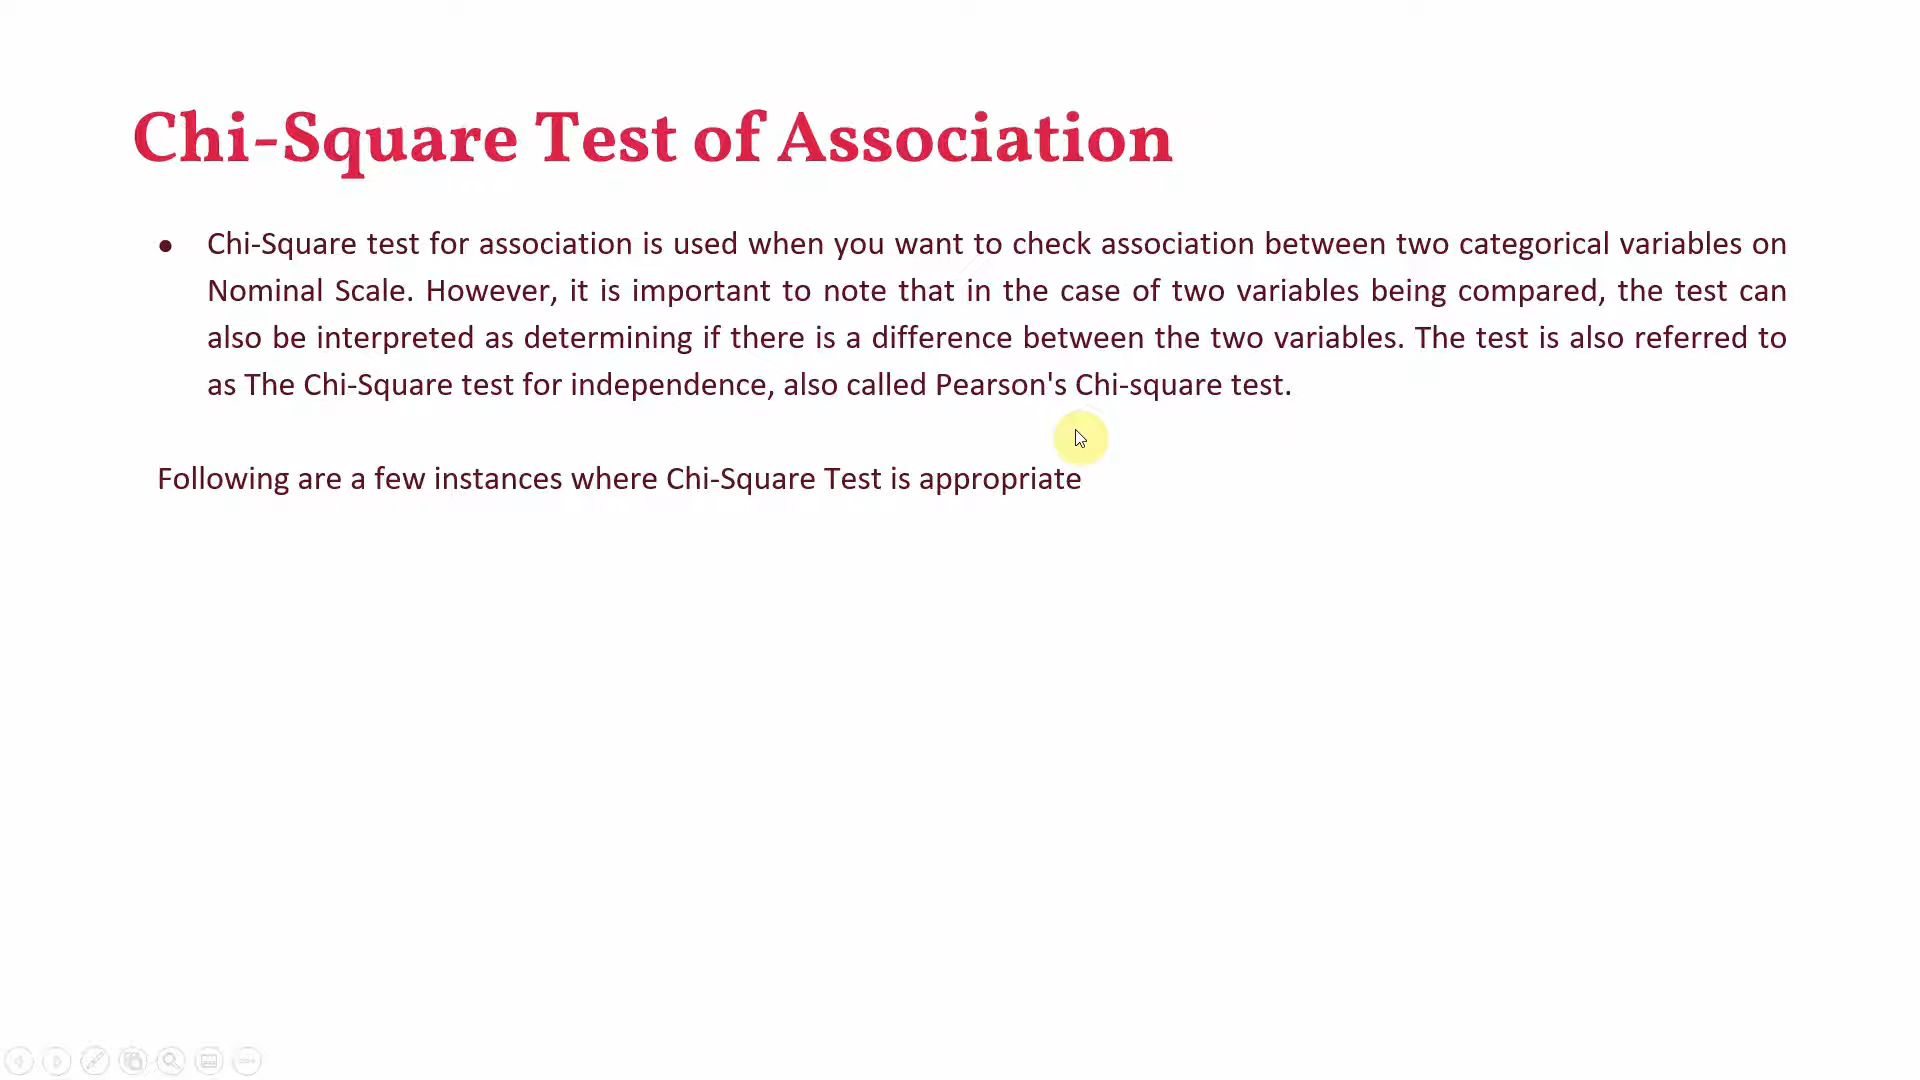 Chi-Square Test of Association
● Chi-Square test for association is used when you want to check association between two categorical variables on
Nominal Scale. However, it is important to note that in the case of two variables being compared, the test can
also be interpreted as determining if there is a difference between the two variables. The test is also referred to
as The Chi-Square test for independence, also called Pearson's Chi-square test.
Following are a few instances where Chi-Square Test is appropriate